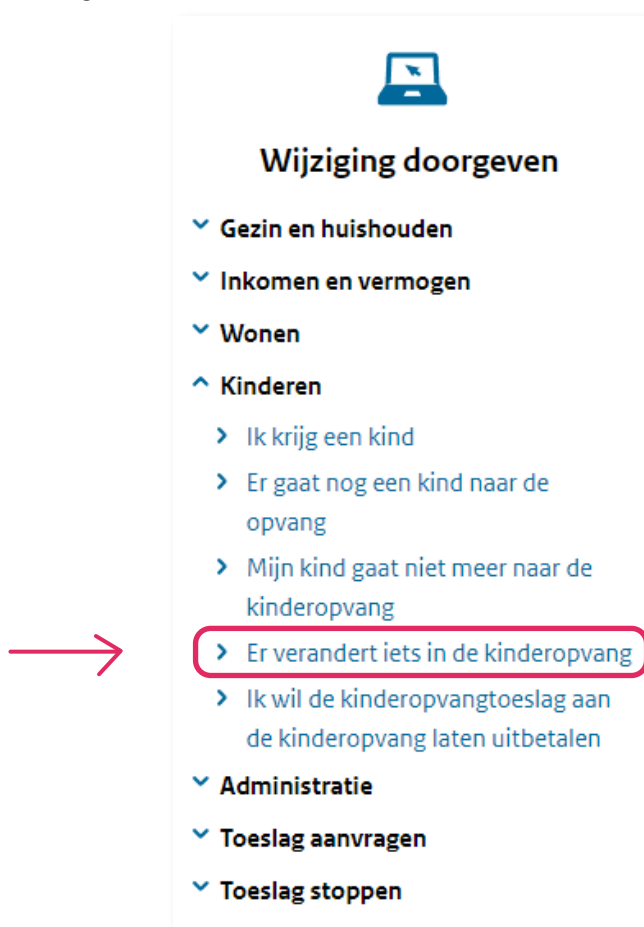 Wijziging doorgeven
Gezin en huishouden
Inkomen en vermogen
Wonen
Kinderen
Ik krijg een kind
Er gaat nog een kind naar de
opvang
Mijn kind gaat niet meer naar de
kinderopvang
Er verandert iets in de kinderopvang
Ik wil de kinderopvangtoeslag aan
de kinderopvang laten uitbetalen
Administratie
Toeslag aanvragen
Toeslag stoppen